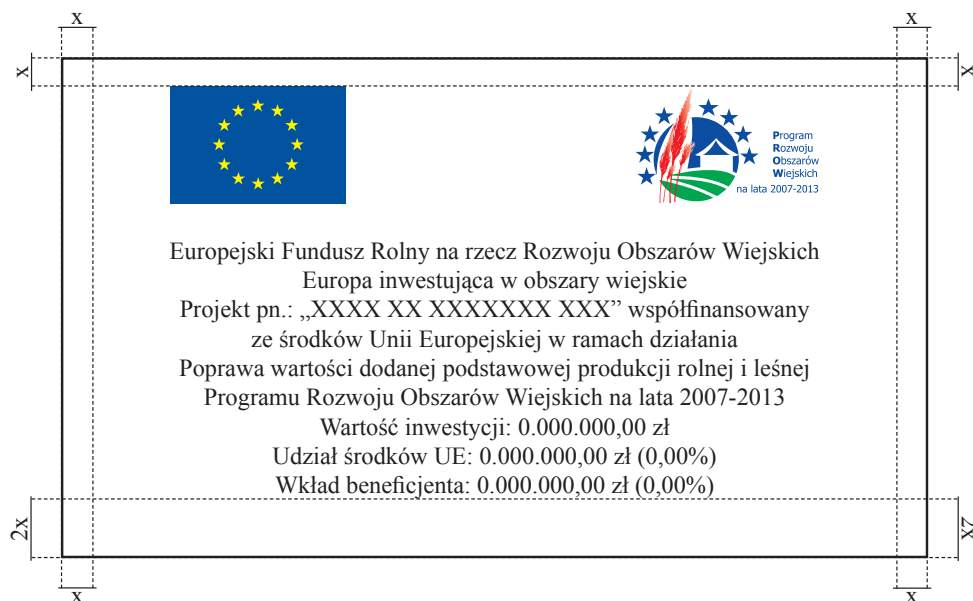 x
x
x
x
Program
Rozwoju
Obszarów
Wiejskich
na lata 2007-2013
Europejski Fundusz Rolny na rzecz Rozwoju Obszarów Wiejskich
Europa inwestująca w obszary wiejskie
Projekt pn.: „XXXX XX XXXXXXX XXX” współfinansowany
ze środków Unii Europejskiej w ramach działania
Poprawa wartości dodanej podstawowej produkcji rolnej i leśnej
Programu Rozwoju Obszarów Wiejskich na lata 2007-2013
Wartość inwestycji: 0.000.000,00 zł
Udział środków UE: 0.000.000,00 zł (0,00%)
Wkład beneficjenta: 0.000.000,00 zł (0,00%)
2x
2x
x
x